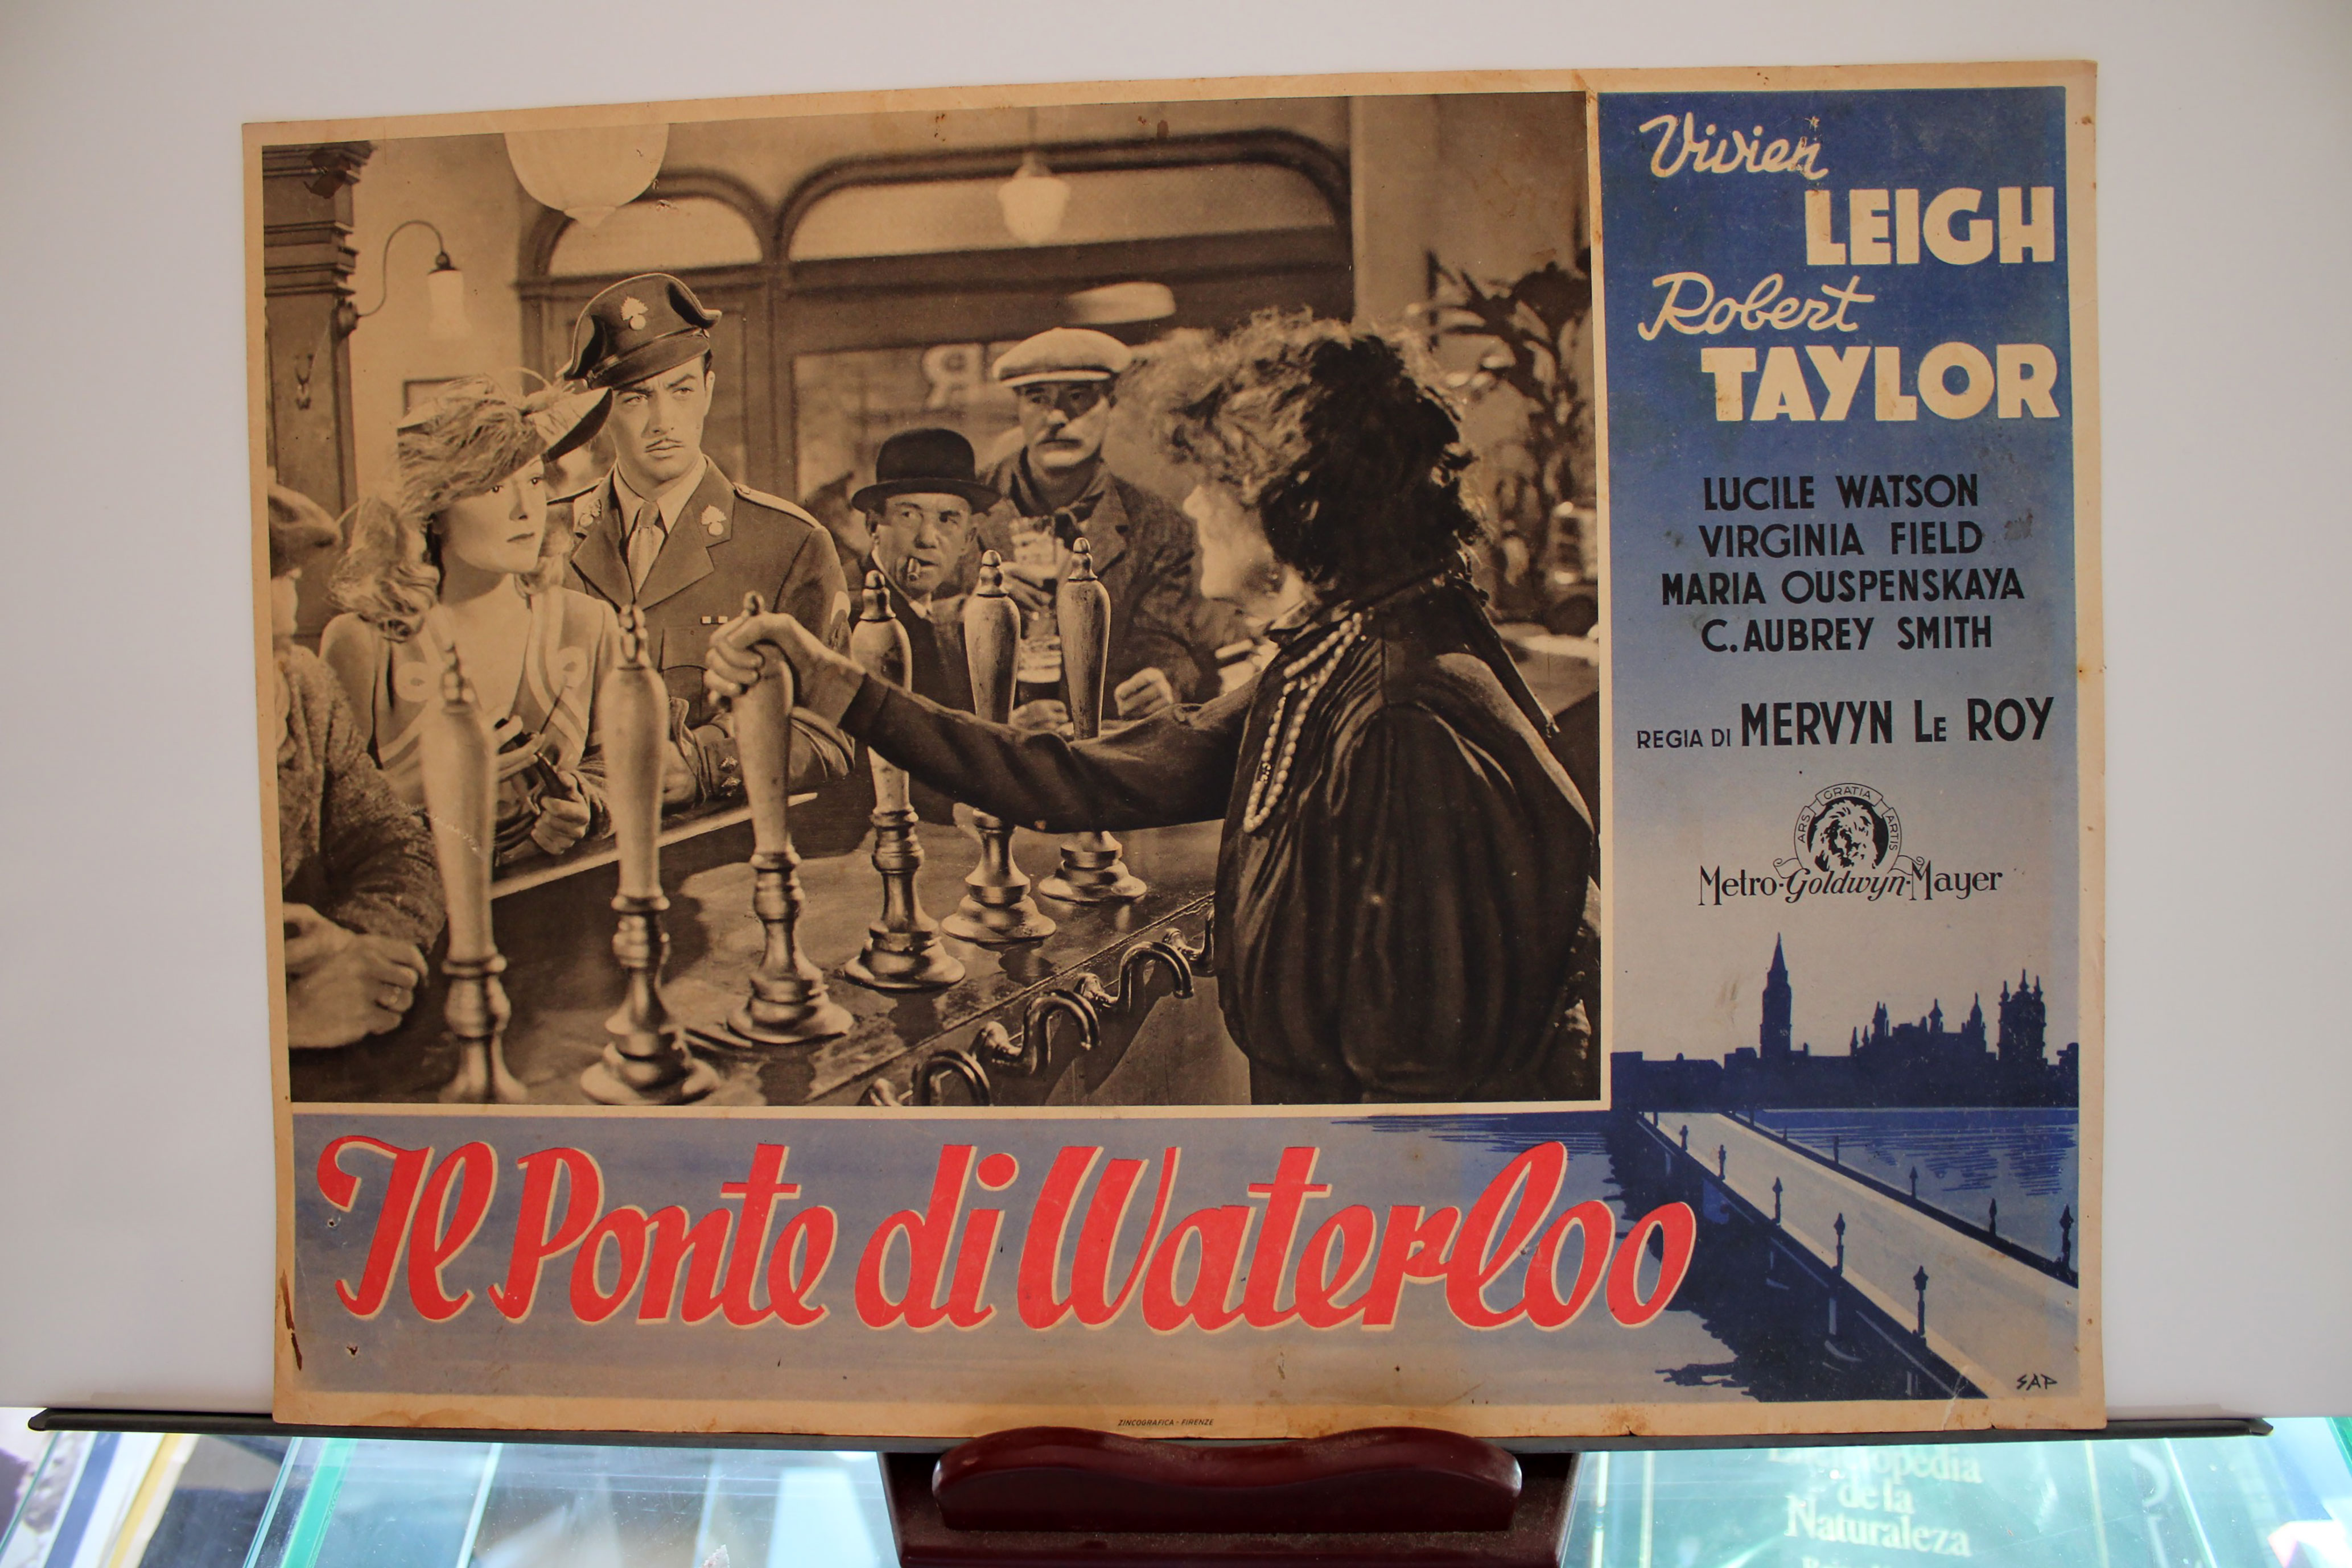 Vivien
LEIGH
Robert
TAYLOR
LUCILE WATSON
VIRGINIA FIELD
MARIA OUSPENSKAYA
C. AUBREY SMITH
REGIA DI MERVYN LE ROY
ARS GRATIA ARTIS
Metro-Goldwyn-Mayer
Il Ponte di Waterloo
SAP
ZINCOGRAFICA - FIRENZE
Enciclopedia
de la
Naturaleza